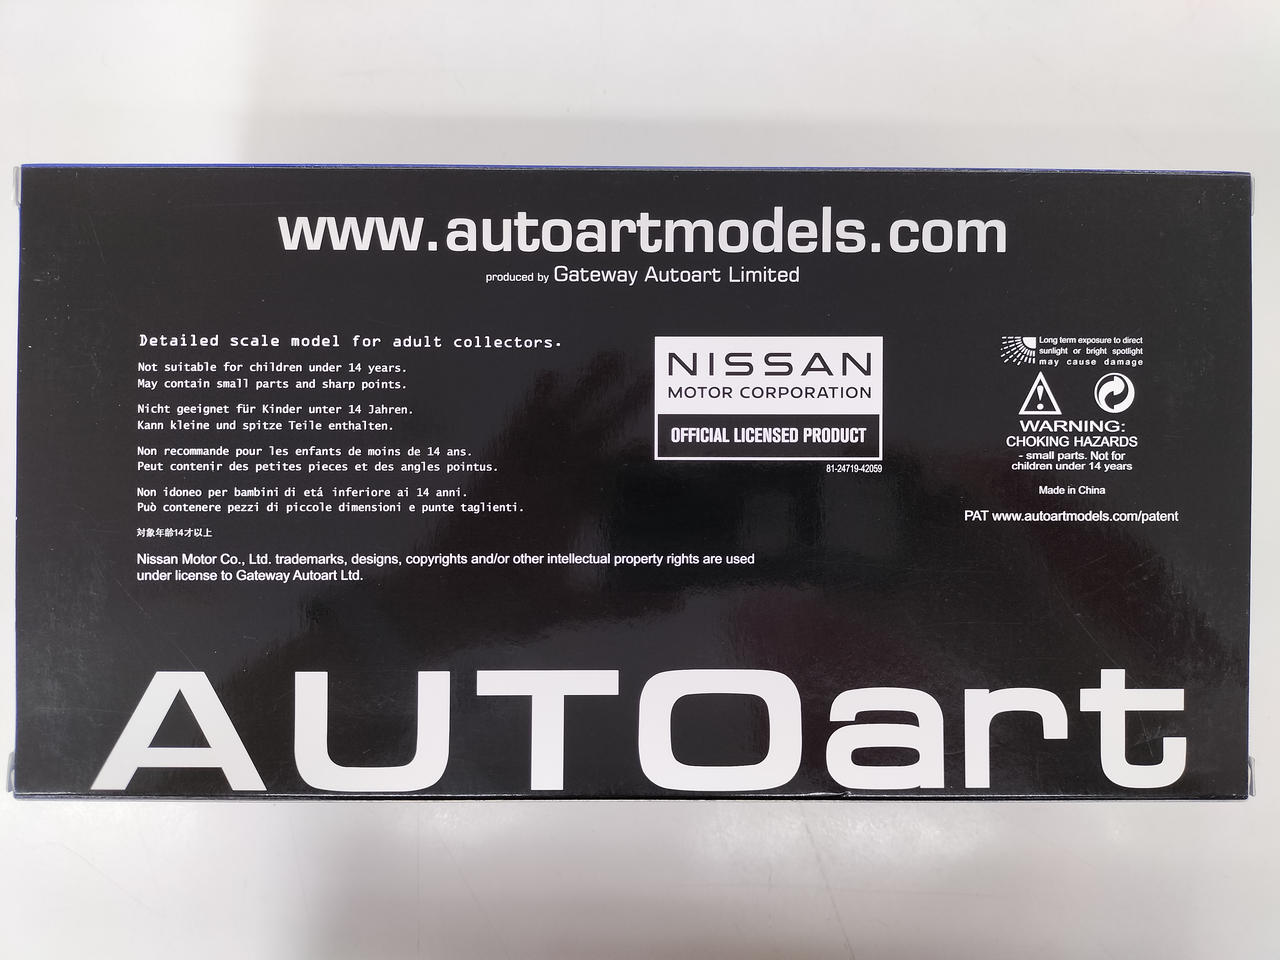 www.autoartmodels.com
produced by Gateway Autoart Limited
Detailed scale model for adult collectors.
Not suitable for children under 14 years.
May contain small parts and sharp points.
Nicht geeignet für Kinder unter 14 Jahren.
Kann kleine und spitze Teile enthalten.
Non recommande pour les enfants de moins de 14 ans.
Peut contenir des petites pieces et des angles pointus.
Non idoneo per bambini di etá inferiore ai 14 anni.
Può contenere pezzi di piccole dimensioni e punte taglienti.
対象年齢14才以上
Nissan Motor Co., Ltd. trademarks, designs, copyrights and/or other intellectual property rights are used
under license to Gateway Autoart Ltd.
NISSAN
MOTOR CORPORATION
OFFICIAL LICENSED PRODUCT
81-24719-42059
Long term exposure to direct
sunlight or bright spotlight
may cause damage
WARNING:
CHOKING HAZARDS
- small parts. Not for
children under 14 years
Made in China
PAT www.autoartmodels.com/patent
AUTOart